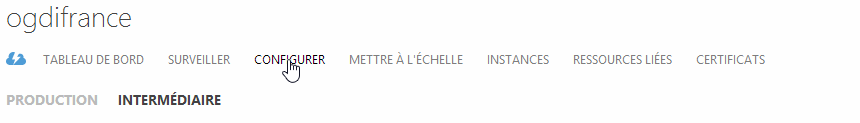 ogdifrance
TABLEAU DE BORD SURVEILLER CONFIGURER METTRE À L'ÉCHELLE INSTANCES RESSOURCES LIÉES CERTIFICATS
PRODUCTION INTERMÉDIAIRE